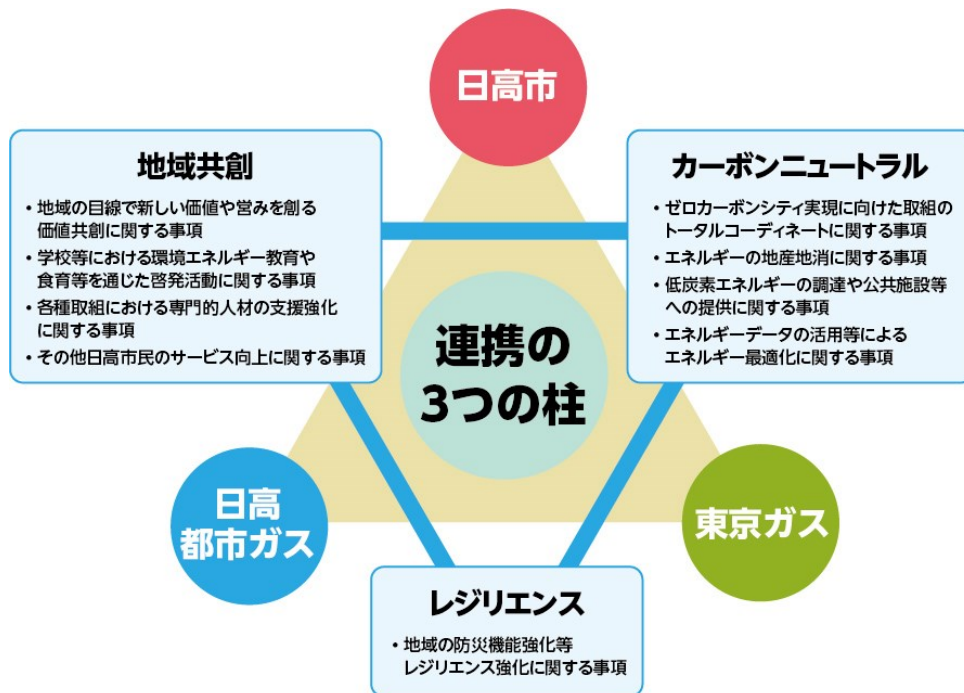 日高市
地域共創
・地域の目線で新しい価値や営みを創る
価値共創に関する事項
・学校等における環境エネルギー教育や
食育等を通じた啓発活動に関する事項
・各種取組における専門的人材の支援強化
に関する事項
・その他日高市民のサービス向上に関する事項
カーボンニュートラル
・ゼロカーボンシティ実現に向けた取組の
トータルコーディネートに関する事項
・エネルギーの地産地消に関する事項
・低炭素エネルギーの調達や公共施設等
への提供に関する事項
・エネルギーデータの活用等による
エネルギー最適化に関する事項
連携の
3つの柱
日高
都市ガス
東京ガス
レジリエンス
・地域の防災機能強化等
レジリエンス強化に関する事項